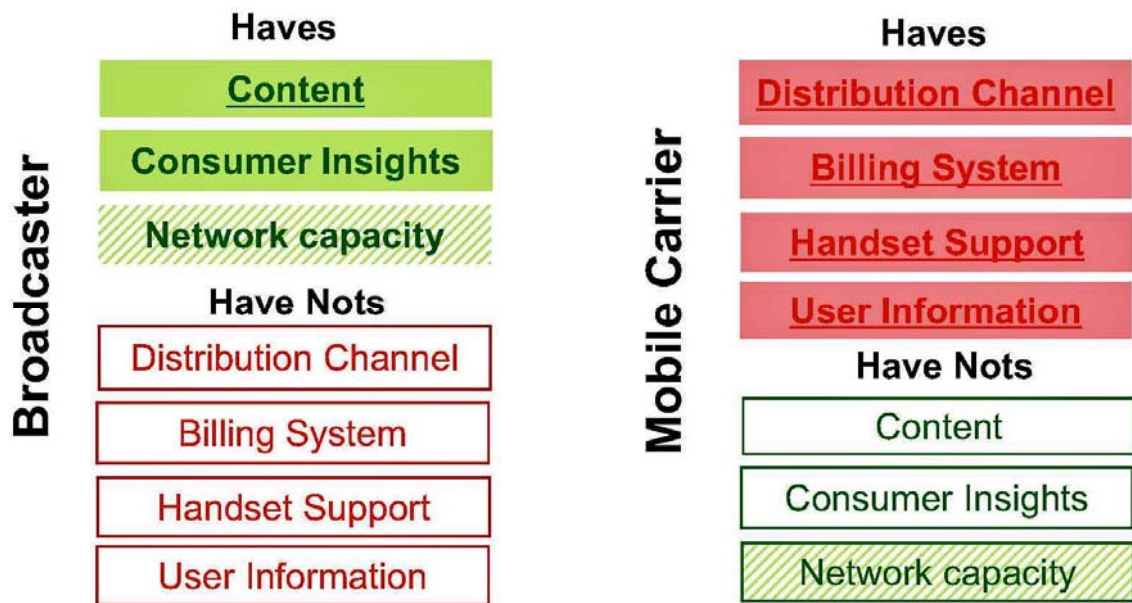 Broadcaster
Haves
Content
Consumer Insights
Network capacity
Have Nots
Distribution Channel
Billing System
Handset Support
User Information
Mobile Carrier
Haves
Distribution Channel
Billing System
Handset Support
User Information
Have Nots
Content
Consumer Insights
Network capacity